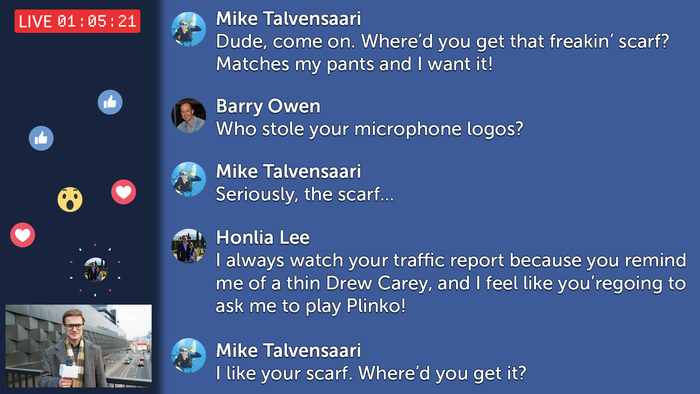 LIVE 01:05:21
Mike Talvensaari
Dude, come on. Where’d you get that freakin’ scarf?
Matches my pants and I want it!
Barry Owen
Who stole your microphone logos?
Mike Talvensaari
Seriously, the scarf...
Honlia Lee
I always watch your traffic report because you remind
me of a thin Drew Carey, and I feel like you’regoing to
ask me to play Plinko!
Mike Talvensaari
I like your scarf. Where’d you get it?